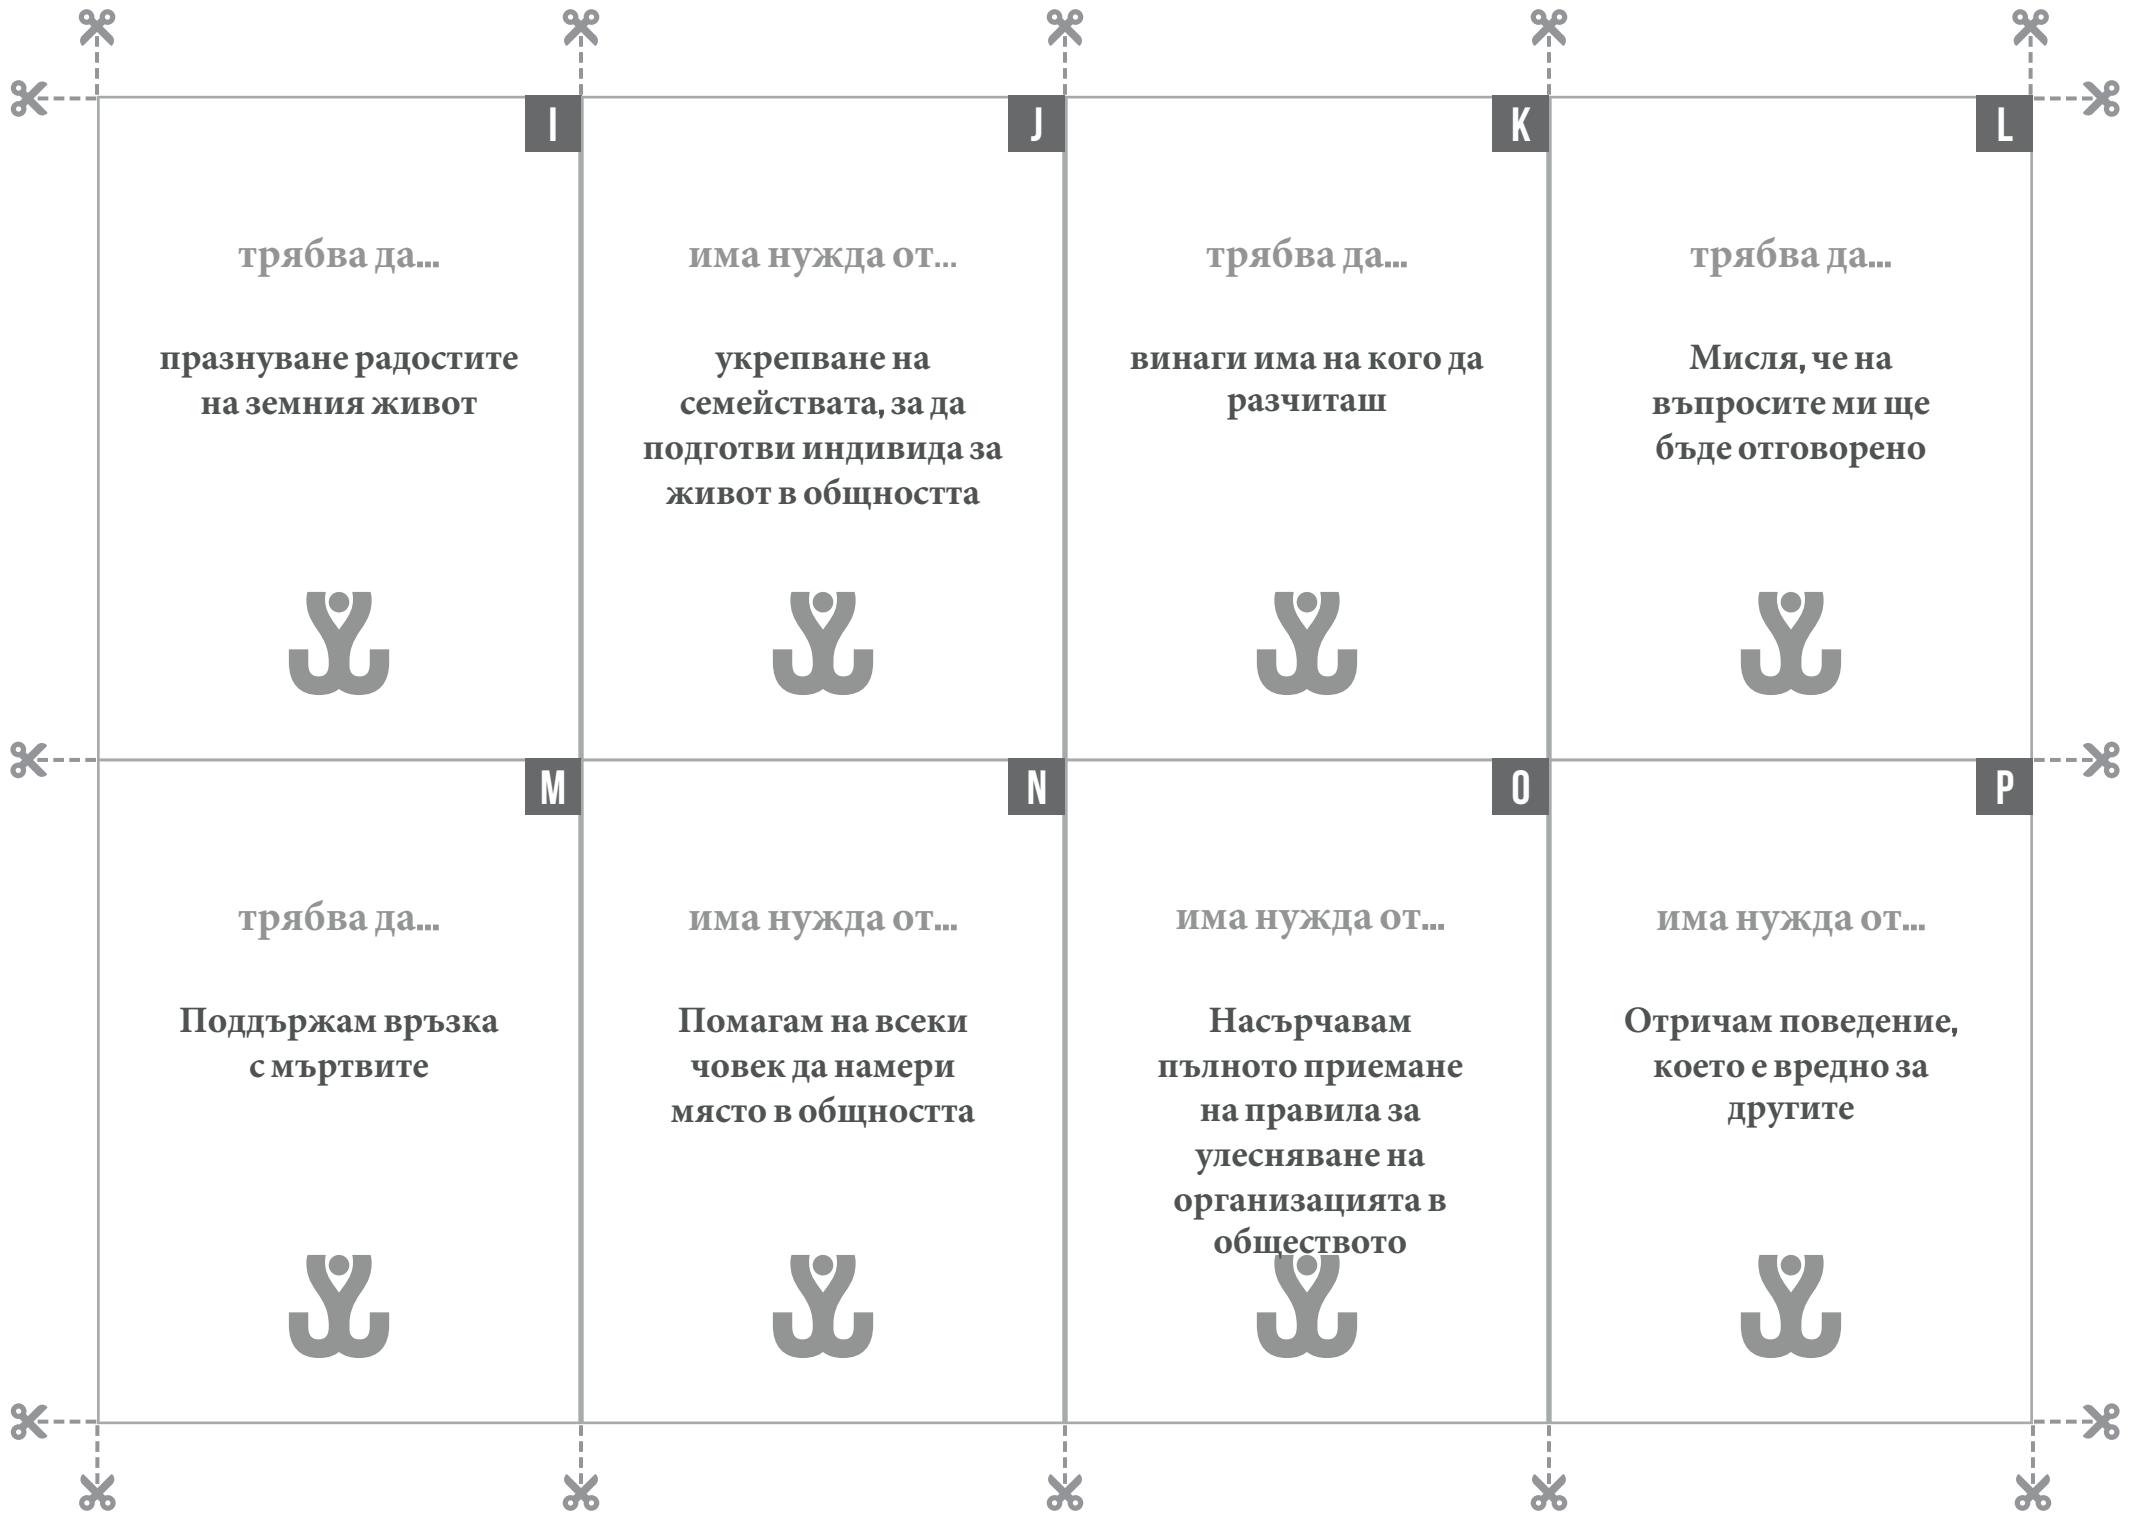 I
трябва да...
празнуване радостите
на земния живот
J
има нужда от...
укрепване на
семействата, за да
подготви индивида за
живот в общността
K
трябва да...
винаги има на кого да
разчиташ
L
трябва да...
Мисля, че на
въпросите ми ще
бъде отговорено
M
трябва да...
Поддържам връзка
с мъртвите
N
има нужда от...
Помагам на всеки
човек да намери
място в общността
O
има нужда от...
Насърчавам
пълното приемане
на правила за
улесняване на
организацията в
обществото
P
има нужда от...
Отричам поведение,
което е вредно за
другите